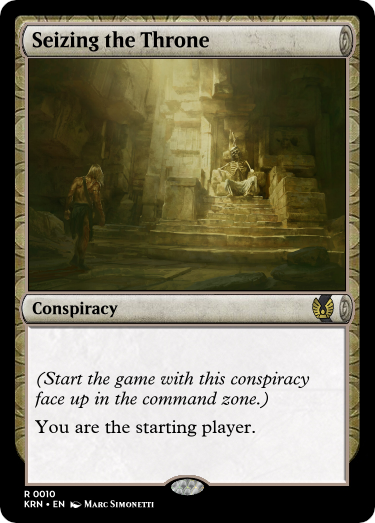 Seizing the Throne
Conspiracy
(Start the game with this conspiracy
face up in the command zone.)
You are the starting player.
R 0010
KRN • EN Marc Simonetti